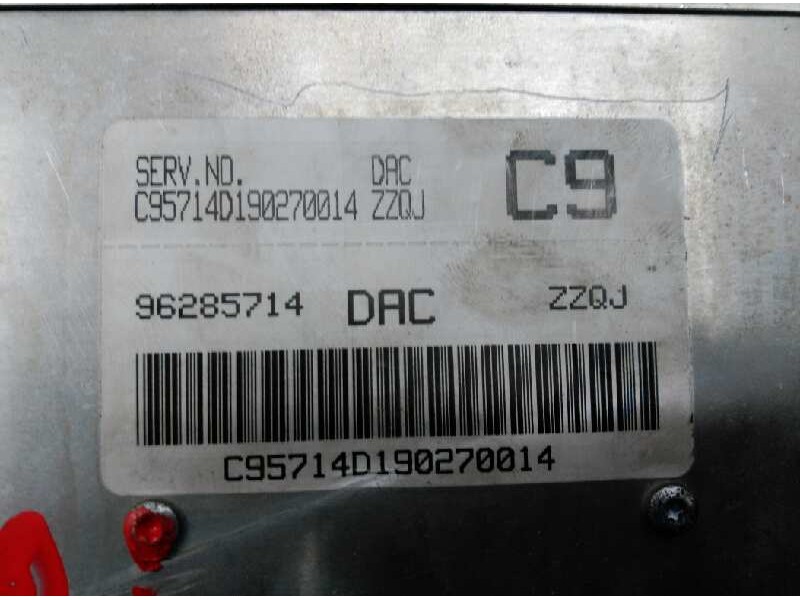 SERV.NO. DAC C9
C95714D190270014 ZZQJ
96285714 DAC ZZQJ
C95714D190270014